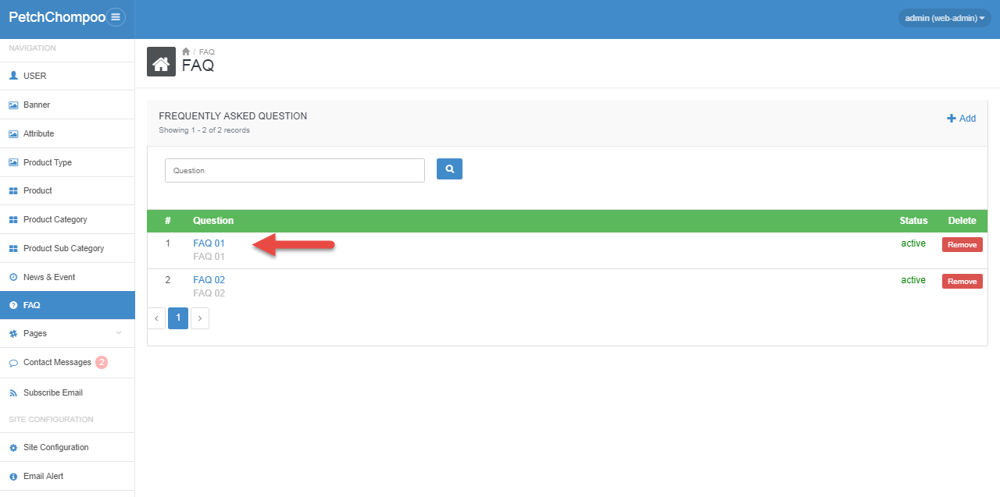 PetchChompoo
admin (web-admin)
NAVIGATION
USER
Banner
Attribute
Product Type
Product
Product Category
Product Sub Category
News & Event
FAQ
Pages
Contact Messages 2
Subscribe Email
SITE CONFIGURATION
Site Configuration
Email Alert
/ FAQ
FAQ
FREQUENTLY ASKED QUESTION
Showing 1 - 2 of 2 records
Add
Question
# Question Status Delete
1 FAQ 01 active Remove
FAQ 01
2 FAQ 02 active Remove
FAQ 02
‹ 1 ›